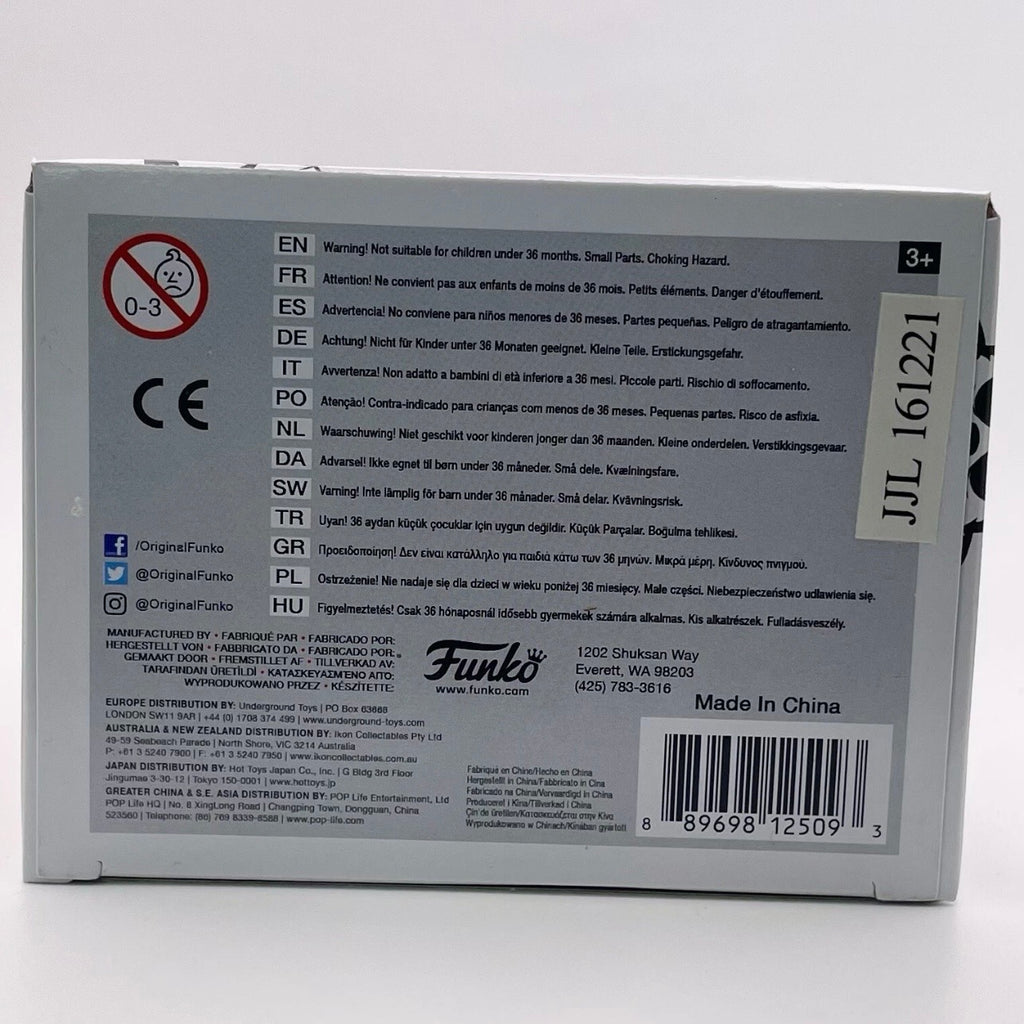 0-3
CE
EN Warning! Not suitable for children under 36 months. Small Parts. Choking Hazard.
FR Attention! Ne convient pas aux enfants de moins de 36 mois. Petits éléments. Danger d'étouffement.
ES Advertencia! No conviene para niños menores de 36 meses. Partes pequeñas. Peligro de atragantamiento.
DE Achtung! Nicht für Kinder unter 36 Monaten geeignet. Kleine Teile. Erstickungsgefahr.
IT Avvertenza! Non adatto a bambini di età inferiore a 36 mesi. Piccole parti. Rischio di soffocamento.
PO Atenção! Contra-indicado para crianças com menos de 36 meses. Pequenas partes. Risco de asfixia.
NL Waarschuwing! Niet geschikt voor kinderen jonger dan 36 maanden. Kleine onderdelen. Verstikkingsgevaar.
DA Advarsel! Ikke egnet til børn under 36 måneder. Små dele. Kvælningsfare.
SW Varning! Inte lämplig för barn under 36 månader. Små delar. Kvävningsrisk.
TR Uyarı! 36 aydan küçük çocuklar için uygun değildir. Küçük Parçalar. Boğulma tehlikesi.
GR Προειδοποίηση! Δεν είναι κατάλληλο για παιδιά κάτω των 36 μηνών. Μικρά μέρη. Κίνδυνος πνιγμού.
PL Ostrzeżenie! Nie nadaje się dla dzieci w wieku poniżej 36 miesięcy. Małe części. Niebezpieczeństwo udławienia się.
HU Figyelmeztetés! Csak 36 hónaposnál idősebb gyermekek számára alkalmas. Kis alkatrészek. Fulladásveszély.
3+
JJL 161221
/OriginalFunko
@OriginalFunko
@OriginalFunko
MANUFACTURED BY • FABRIQUÉ PAR • FABRICADO POR:
HERGESTELLT VON • FABBRICATO DA • FABRICADO POR:
GEMAAKT DOOR • FREMSTILLET AF • TILLVERKAD AV:
TARAFINDAN ÜRETİLDİ • ΚΑΤΑΣΚΕΥΑΣΜΕΝΟ ΑΠΟ:
WYPRODUKOWANO PRZEZ • KÉSZÍTETTE:
Funko
www.funko.com
1202 Shuksan Way
Everett, WA 98203
(425) 783-3616
Made In China
EUROPE DISTRIBUTION BY: Underground Toys | PO Box 63668
LONDON SW11 9AR | +44 (0) 1708 374 499 | www.underground-toys.com
AUSTRALIA & NEW ZEALAND DISTRIBUTION BY: Ikon Collectables Pty Ltd
49-59 Seabeach Parade | North Shore, VIC 3214 Australia
P: +61 3 5240 7900 | F: +61 3 5240 7950 | www.ikoncollectables.com.au
JAPAN DISTRIBUTION BY: Hot Toys Japan Co., Inc. | G Bldg 3rd Floor
Jingumae 3-30-12 | Tokyo 150-0001 | www.hottoys.jp
GREATER CHINA & S.E. ASIA DISTRIBUTION BY: POP Life Entertainment, Ltd
POP Life HQ | No. 8 XingLong Road | Changping Town, Dongguan, China
523560 | Telephone: (86) 769 8339-8588 | www.pop-life.com
Fabriqué en Chine/Hecho en China
Hergestellt in China/Fabbricato in Cina
Fabricado na China/Vervaardigd in China
Produceret i Kina/Tillverkad i China
Çin'de üretilen/Κατασκευάζεται στην Κίνα
Wyprodukowano w Chinach/Kínában gyártott
8 89698 12509 3